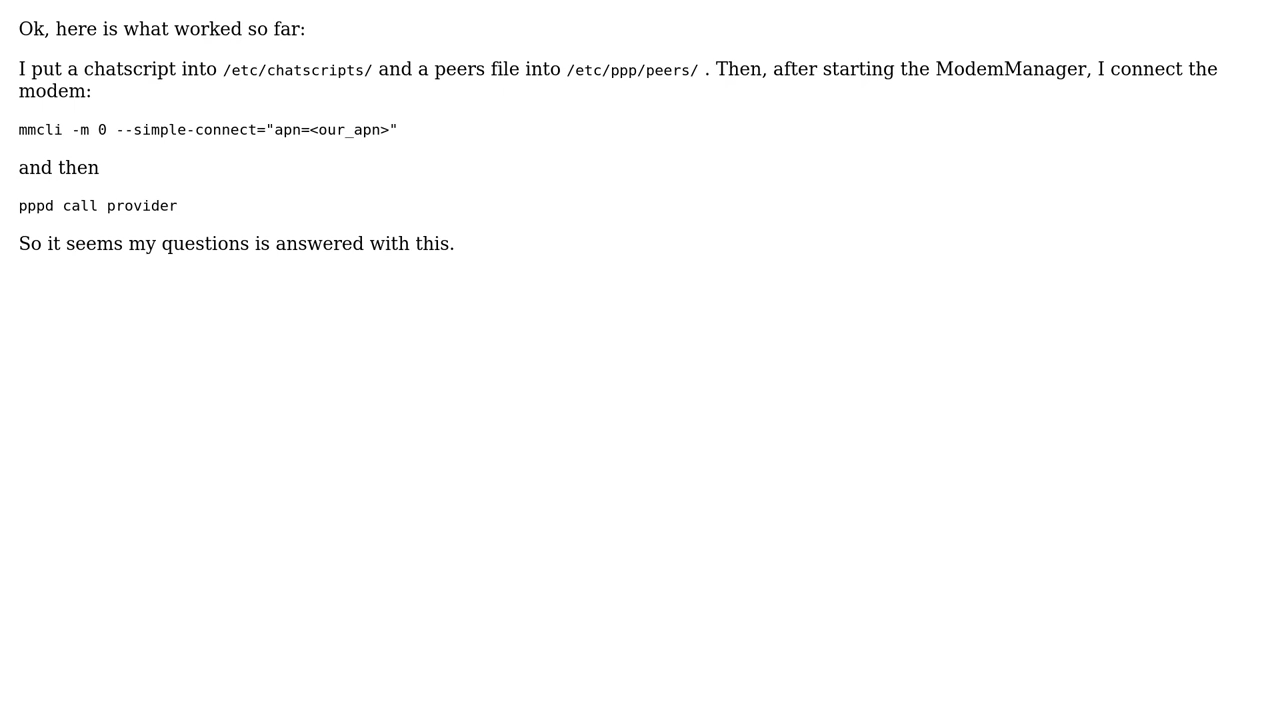 Ok, here is what worked so far:
I put a chatscript into /etc/chatscripts/ and a peers file into /etc/ppp/peers/ . Then, after starting the ModemManager, I connect the
modem:
mmcli -m 0 --simple-connect="apn=<our_apn>"
and then
pppd call provider
So it seems my questions is answered with this.